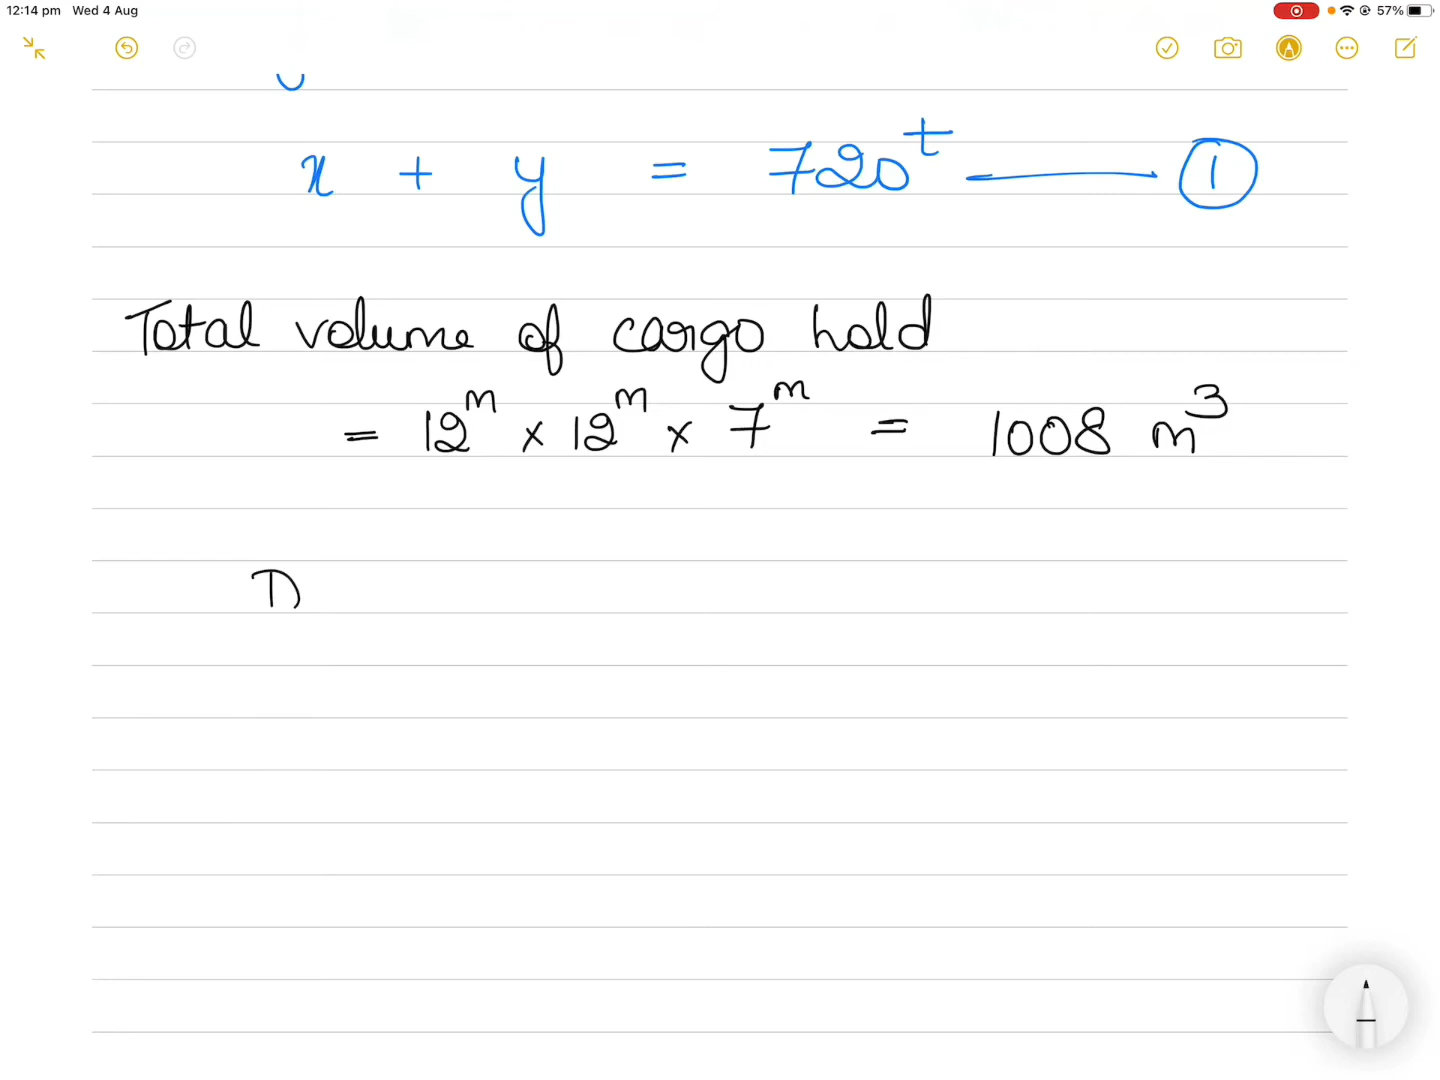 12:14 pm Wed 4 Aug 57%
x + y = 720ᵗ —— ①
Total volume of cargo hold
= 12ᵐ × 12ᵐ × 7ᵐ = 1008 m³